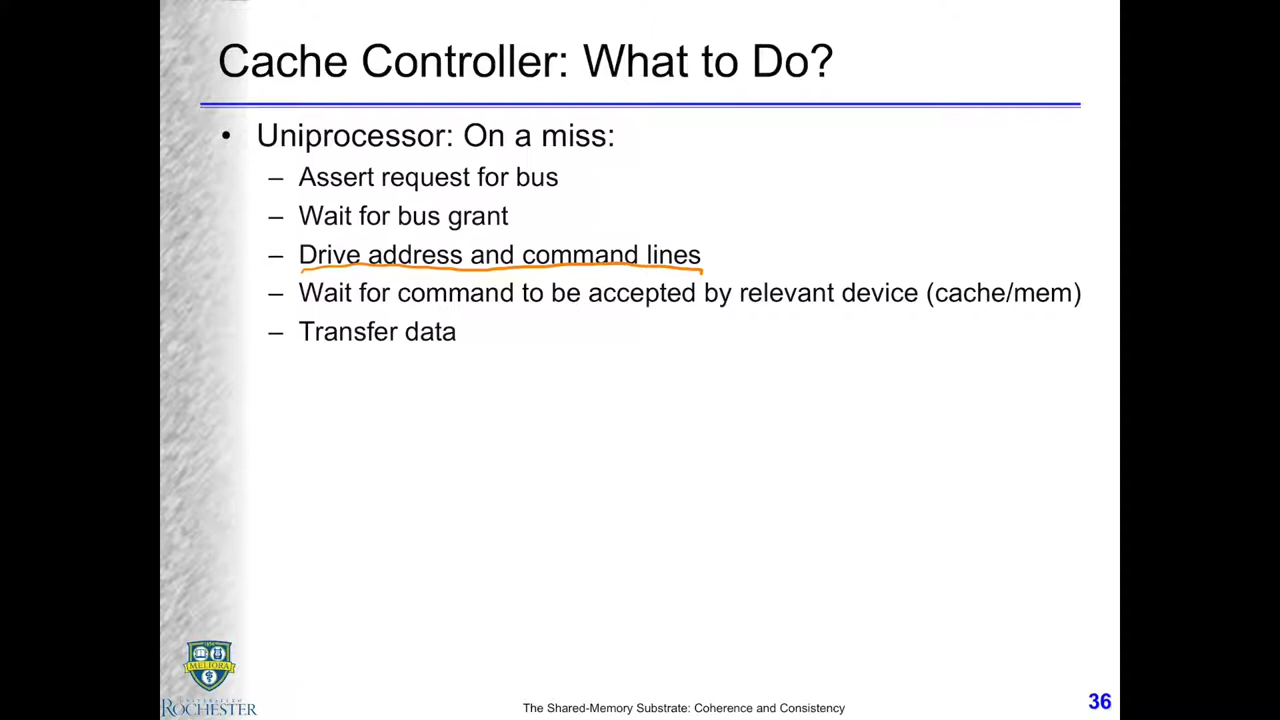 Cache Controller: What to Do?
• Uniprocessor: On a miss:
– Assert request for bus
– Wait for bus grant
– Drive address and command lines
– Wait for command to be accepted by relevant device (cache/mem)
– Transfer data
MELIORA
ROCHESTER
The Shared-Memory Substrate: Coherence and Consistency
36